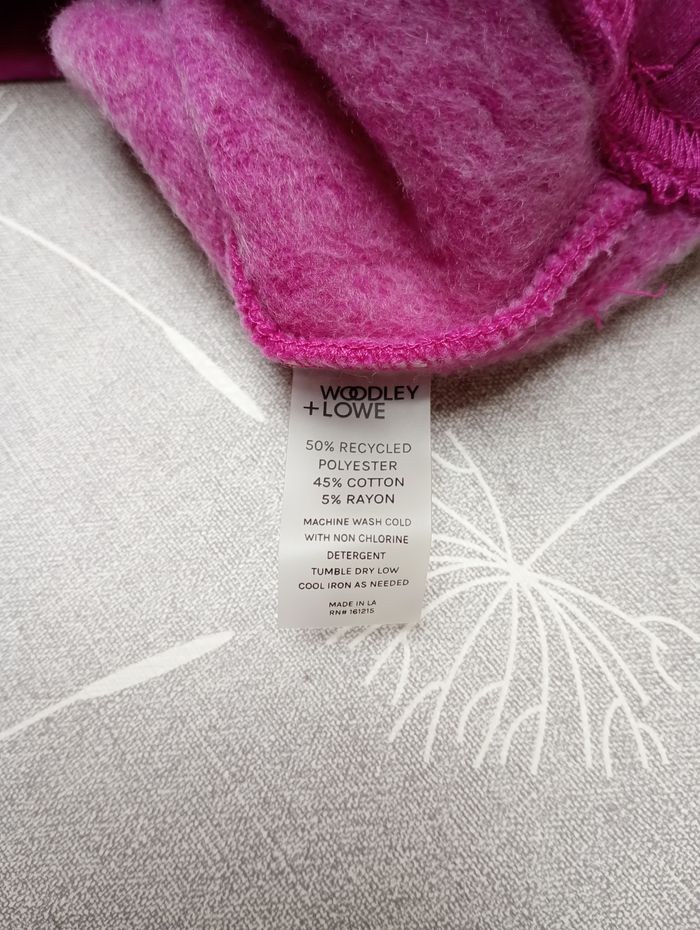 WOODLEY
+LOWE
50% RECYCLED
POLYESTER
45% COTTON
5% RAYON
MACHINE WASH COLD
WITH NON CHLORINE
DETERGENT
TUMBLE DRY LOW
COOL IRON AS NEEDED
MADE IN LA
RN# 161215